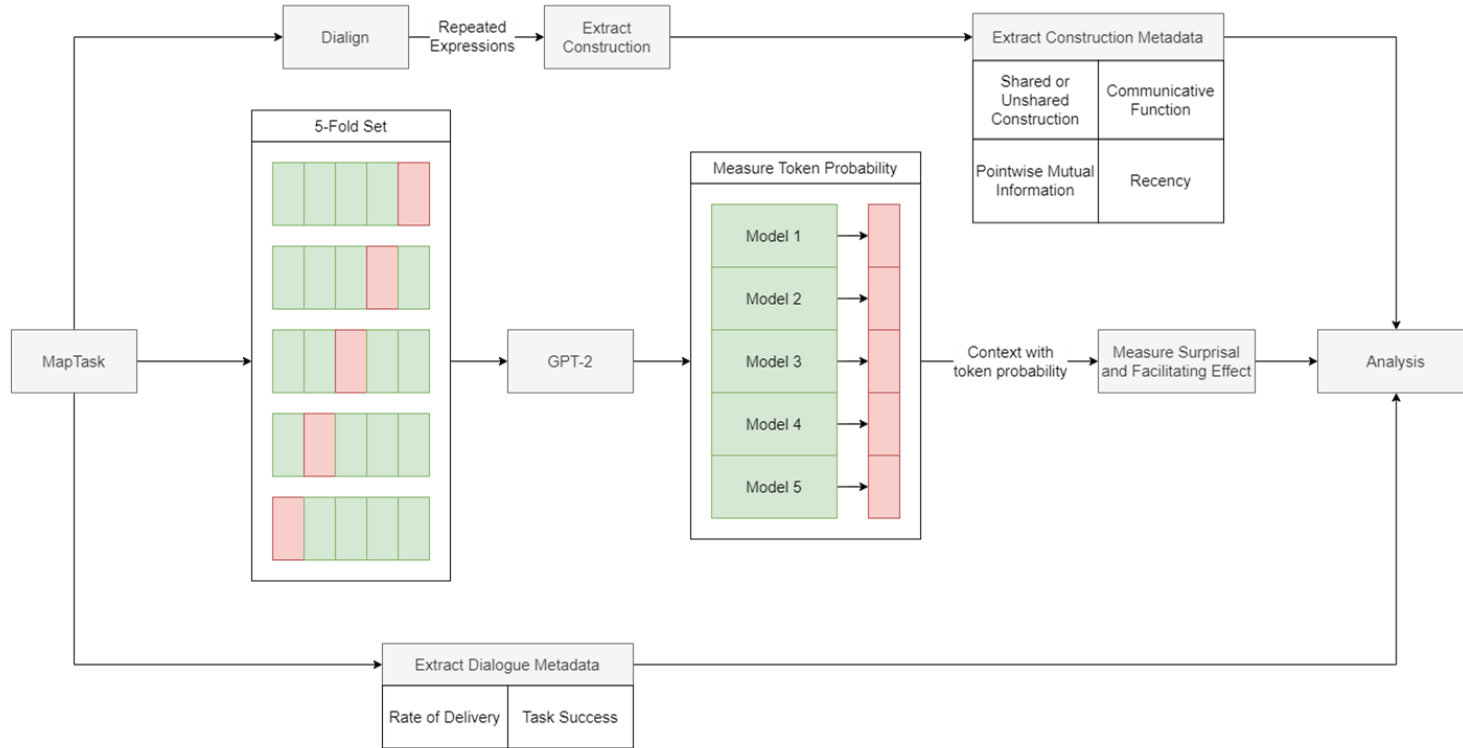 Dialign
Repeated
Expressions
Extract
Construction
Extract Construction Metadata
Shared or
Unshared
Construction
Communicative
Function
Pointwise Mutual
Information
Recency
5-Fold Set
Measure Token Probability
Model 1
Model 2
Model 3
Model 4
Model 5
MapTask
GPT-2
Context with
token probability
Measure Surprisal
and Facilitating Effect
Analysis
Extract Dialogue Metadata
Rate of Delivery
Task Success